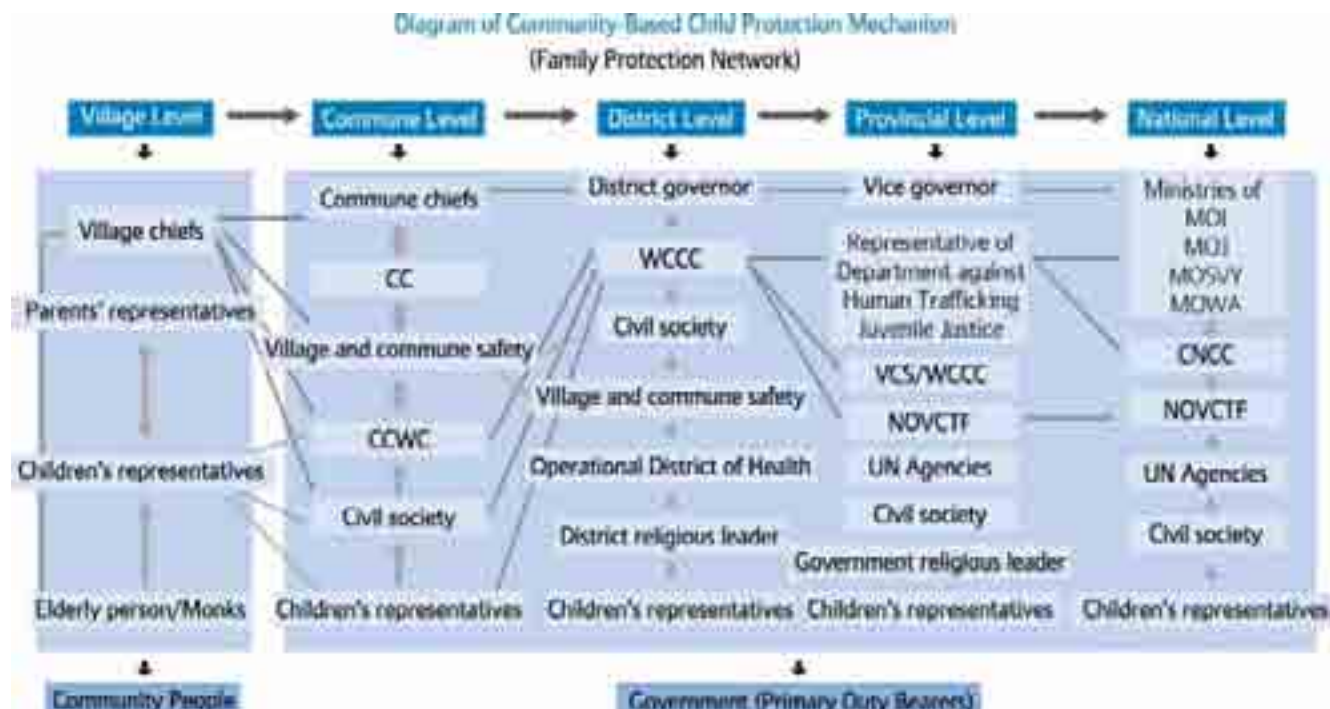 Diagram of Community-Based Child Protection Mechanism
(Family Protection Network)
Village Level
Commune Level
District Level
Provincial Level
National Level
Village chiefs
Parents' representatives
Children's representatives
Elderly person/Monks
Commune chiefs
CC
Village and commune safety
CCWC
Civil society
Children's representatives
District governor
WCCC
Civil society
Village and commune safety
Operational District of Health
District religious leader
Children's representatives
Vice governor
Representative of
Department against
Human Trafficking
Juvenile Justice
VCS/WCCC
NOVCTF
UN Agencies
Civil society
Government religious leader
Children's representatives
Ministries of
MOI
MOJ
MOSVY
MOWA
CNCC
NOVCTF
UN Agencies
Civil society
Children's representatives
Community People
Government (Primary Duty Bearers)